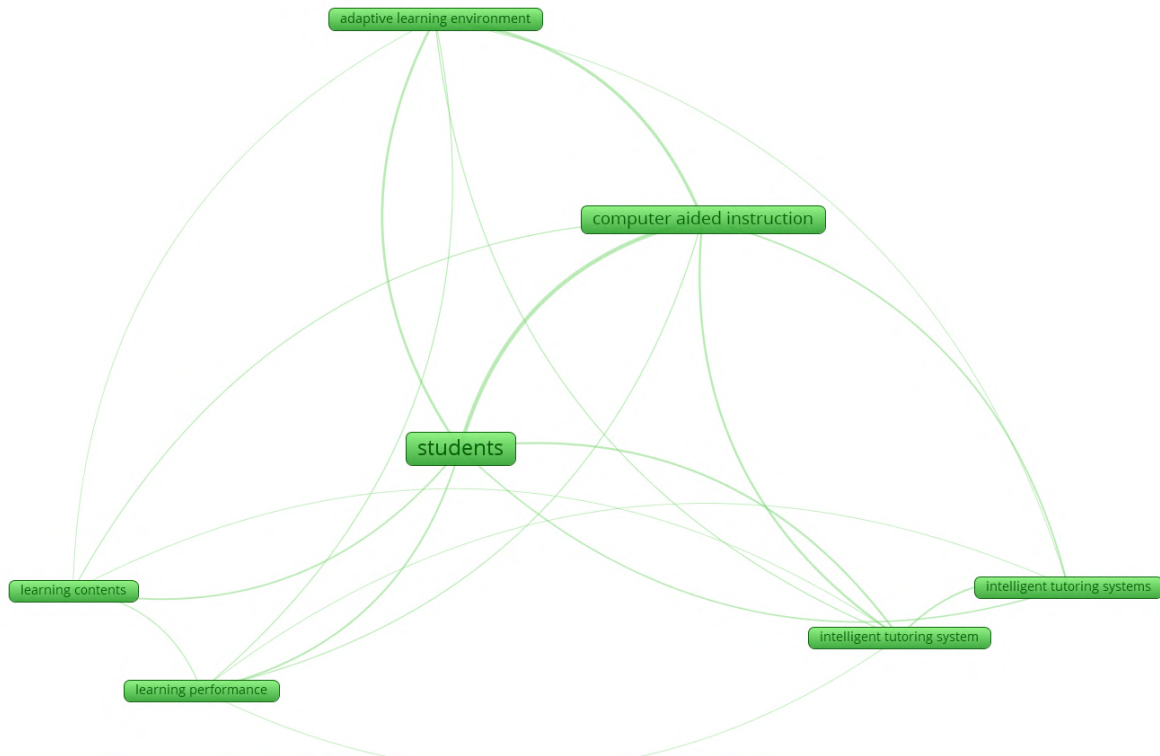 adaptive learning environment
computer aided instruction
students
learning contents
intelligent tutoring systems
intelligent tutoring system
learning performance